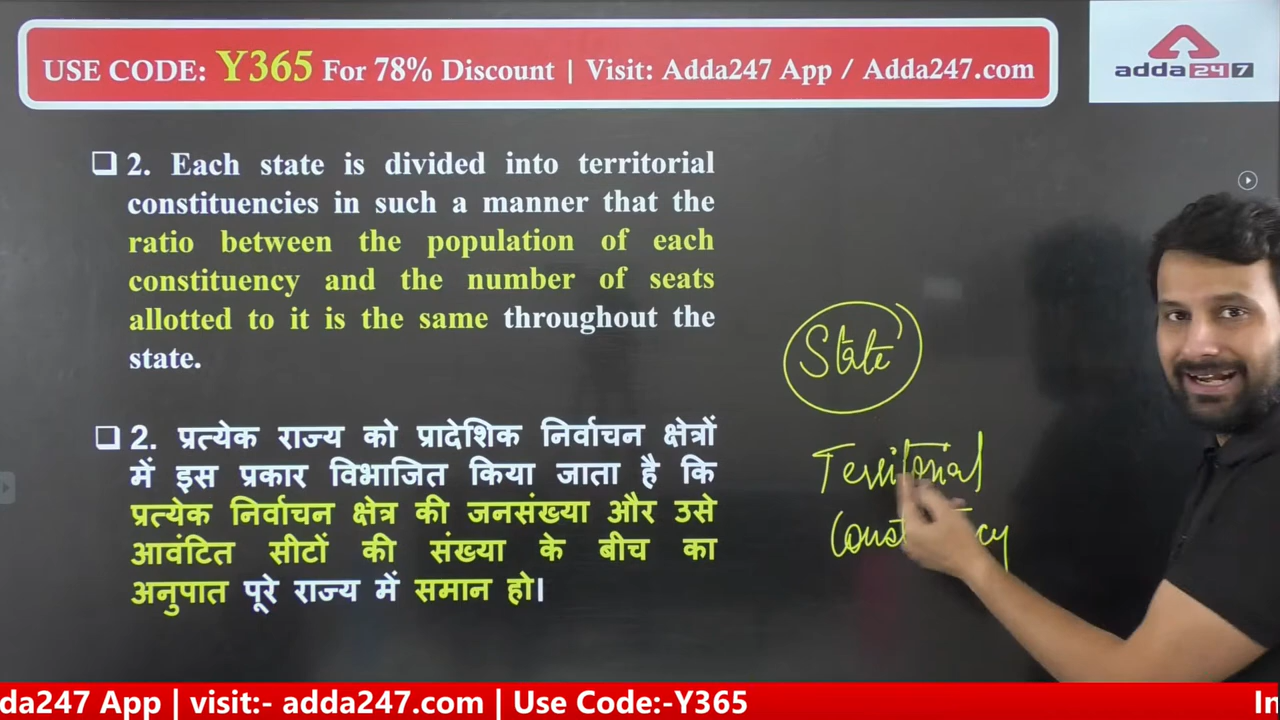 USE CODE: Y365 For 78% Discount | Visit: Adda247 App / Adda247.com
adda247
2. Each state is divided into territorial
constituencies in such a manner that the
ratio between the population of each
constituency and the number of seats
allotted to it is the same throughout the
state.
State
2. प्रत्येक राज्य को प्रादेशिक निर्वाचन क्षेत्रों
में इस प्रकार विभाजित किया जाता है कि
प्रत्येक निर्वाचन क्षेत्र की जनसंख्या और उसे
आवंटित सीटों की संख्या के बीच का
अनुपात पूरे राज्य में समान हो।
Territorial
da247 App | visit:- adda247.com | Use Code:-Y365
In